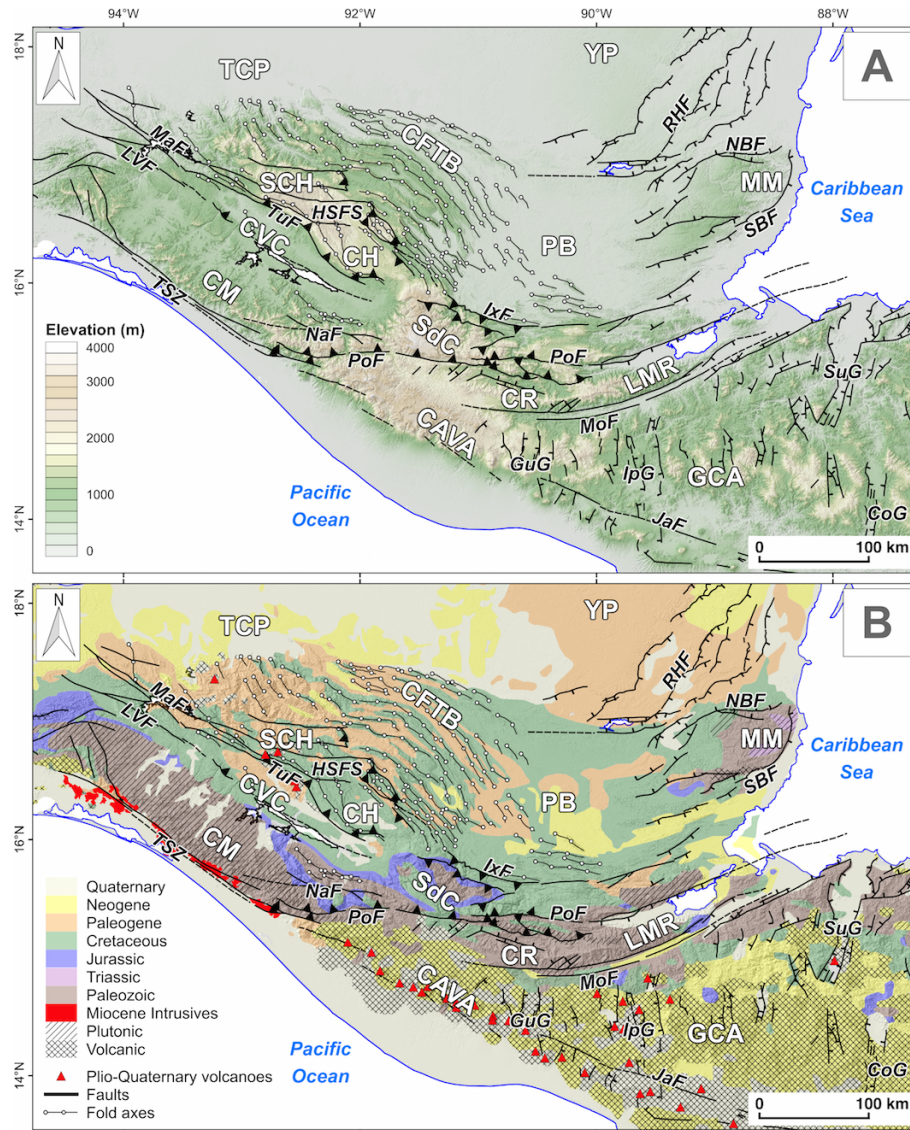 94°W
92°W
90°W
88°W
18°N
N
TCP
YP
A
CFTB
RHF
MaF
LVF
NBF
SCH
MM
Caribbean
Sea
HSFS
TuF
CVC
CH
SBF
PB
16°N
CM
TSZ
IxF
SdC
Elevation (m)
NaF
PoF
PoF
4000
LMR
SuG
3000
CR
MoF
2000
CAVA
GuG
IpG
GCA
1000
Pacific
Ocean
CoG
14°N
JaF
0
0
100 km
18°N
N
TCP
YP
B
CFTB
RHF
MaF
LVF
NBF
SCH
MM
Caribbean
Sea
HSFS
TuF
CVC
CH
SBF
PB
16°N
CM
TSZ
IxF
SdC
Quaternary
NaF
Neogene
PoF
PoF
Paleogene
LMR
SuG
Cretaceous
CR
Jurassic
MoF
Triassic
CAVA
Paleozoic
Miocene Intrusives
GuG
IpG
GCA
Plutonic
Volcanic
Pacific
Ocean
CoG
Plio-Quaternary volcanoes
14°N
JaF
Faults
Fold axes
0
100 km